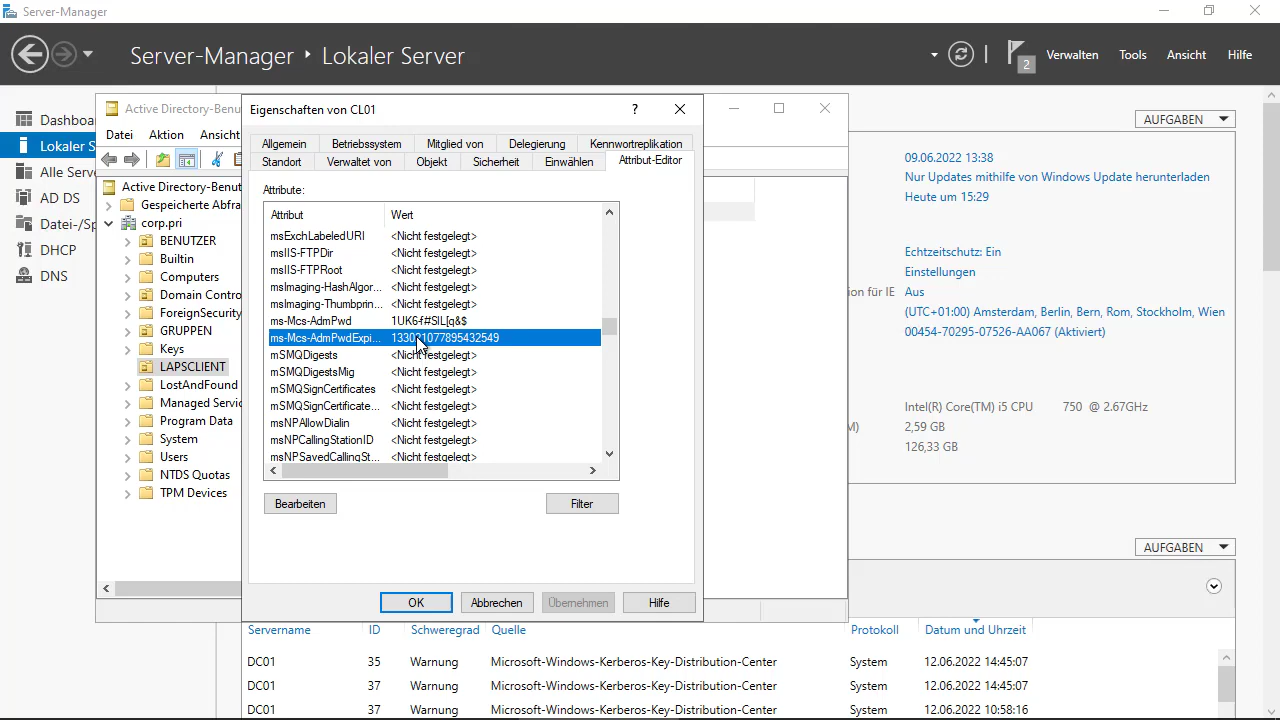 Server-Manager
Server-Manager ‣ Lokaler Server
2
Verwalten Tools Ansicht Hilfe
Lokaler S
Alle Serve
AD DS
Datei-/Sp
DHCP
DNS
Datei Aktion Ansicht
Active Directory-Benut
Gespeicherte Abfra
corp.pri
BENUTZER
Builtin
Computers
Domain Contro
ForeignSecurity
GRUPPEN
Keys
LAPSCLIENT
LostAndFound
Managed Servic
Program Data
System
Users
NTDS Quotas
TPM Devices
Eigenschaften von CL01
?
Allgemein Betriebssystem Mitglied von Delegierung Kennwortreplikation
Standort Verwaltet von Objekt Sicherheit Einwählen Attribut-Editor
Attribute:
Attribut Wert
msExchLabeledURI <Nicht festgelegt>
msIIS-FTPDir <Nicht festgelegt>
msIIS-FTPRoot <Nicht festgelegt>
msImaging-HashAlgor... <Nicht festgelegt>
msImaging-Thumbprin... <Nicht festgelegt>
ms-Mcs-AdmPwd
ms-Mcs-AdmPwdExpi...
mSMQDigests <Nicht festgelegt>
mSMQDigestsMig <Nicht festgelegt>
mSMQSignCertificates <Nicht festgelegt>
mSMQSignCertificate... <Nicht festgelegt>
msNPAllowDialin <Nicht festgelegt>
msNPCallingStationID <Nicht festgelegt>
msNPSavedCallingSt... <Nicht festgelegt>
Bearbeiten Filter
OK Abbrechen Übernehmen Hilfe
AUFGABEN
09.06.2022 13:38
Nur Updates mithilfe von Windows Update herunterladen
Heute um 15:29
Echtzeitschutz: Ein
Einstellungen
ion für IE Aus
(UTC+01:00) Amsterdam, Berlin, Bern, Rom, Stockholm, Wien
00454-70295-07526-AA067 (Aktiviert)
Intel(R) Core(TM) i5 CPU 750 @ 2.67GHz
2,59 GB
126,33 GB
AUFGABEN
Servername ID Schweregrad Quelle Protokoll Datum und Uhrzeit
DC01 35 Warnung Microsoft-Windows-Kerberos-Key-Distribution-Center System 12.06.2022 14:45:07
DC01 37 Warnung Microsoft-Windows-Kerberos-Key-Distribution-Center System 12.06.2022 14:45:07
DC01 37 Warnung Microsoft-Windows-Kerberos-Key-Distribution-Center System 12.06.2022 10:58:16